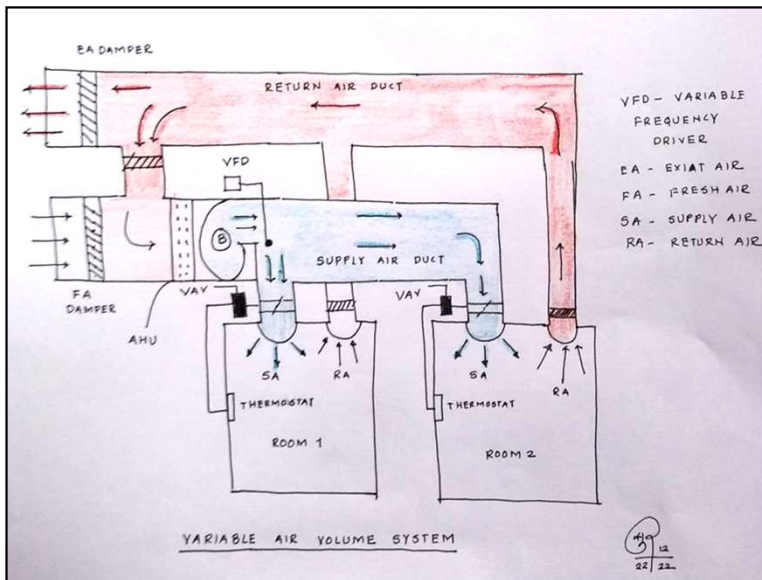 EA DAMPER
RETURN AIR DUCT
VFD
VFD - VARIABLE
FREQUENCY
DRIVER
EA - EXIAT AIR
FA - FRESH AIR
SA - SUPPLY AIR
RA - RETURN AIR
B
SUPPLY AIR DUCT
FA
DAMPER
VAV
VAV
AHU
SA
RA
SA
RA
THERMOSTAT
THERMOSTAT
ROOM 1
ROOM 2
VARIABLE AIR VOLUME SYSTEM
12
22 22